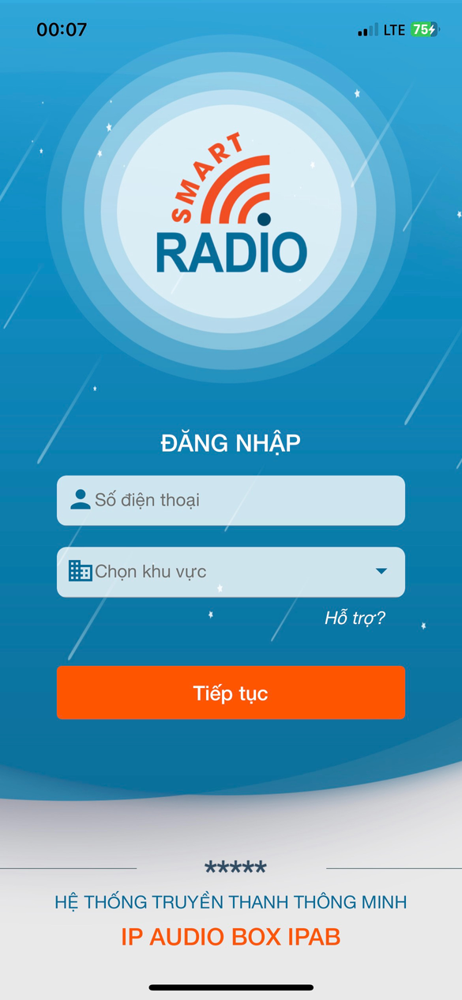 00:07
LTE 75
SMART
RADIO
ĐĂNG NHẬP
Số điện thoại
Chọn khu vực
Hỗ trợ?
Tiếp tục
*****
HỆ THỐNG TRUYỀN THANH THÔNG MINH
IP AUDIO BOX IPAB